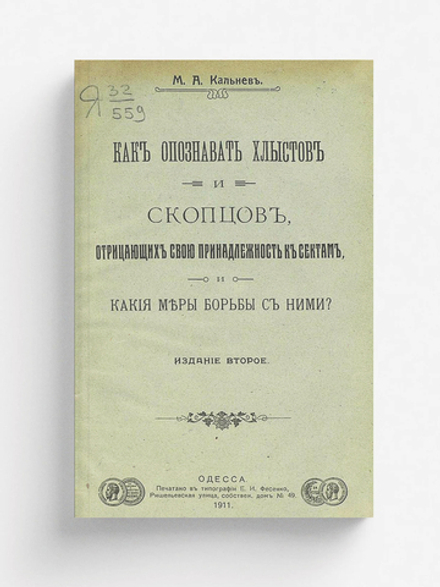 М. А. Кальневъ.
Я 32
559
КАКЪ ОПОЗНАВАТЬ ХЛЫСТОВЪ
И
СКОПЦОВЪ,
ОТРИЦАЮЩИХЪ СВОЮ ПРИНАДЛЕЖНОСТЬ КЪ СЕКТАМЪ,
И
КАКІЯ МѢРЫ БОРЬБЫ СЪ НИМИ?
ИЗДАНІЕ ВТОРОЕ.
ОДЕССА.
Печатано въ типографіи Е. И. Фесенко,
Ришельевская улица, собствен. домъ № 49.
1911.